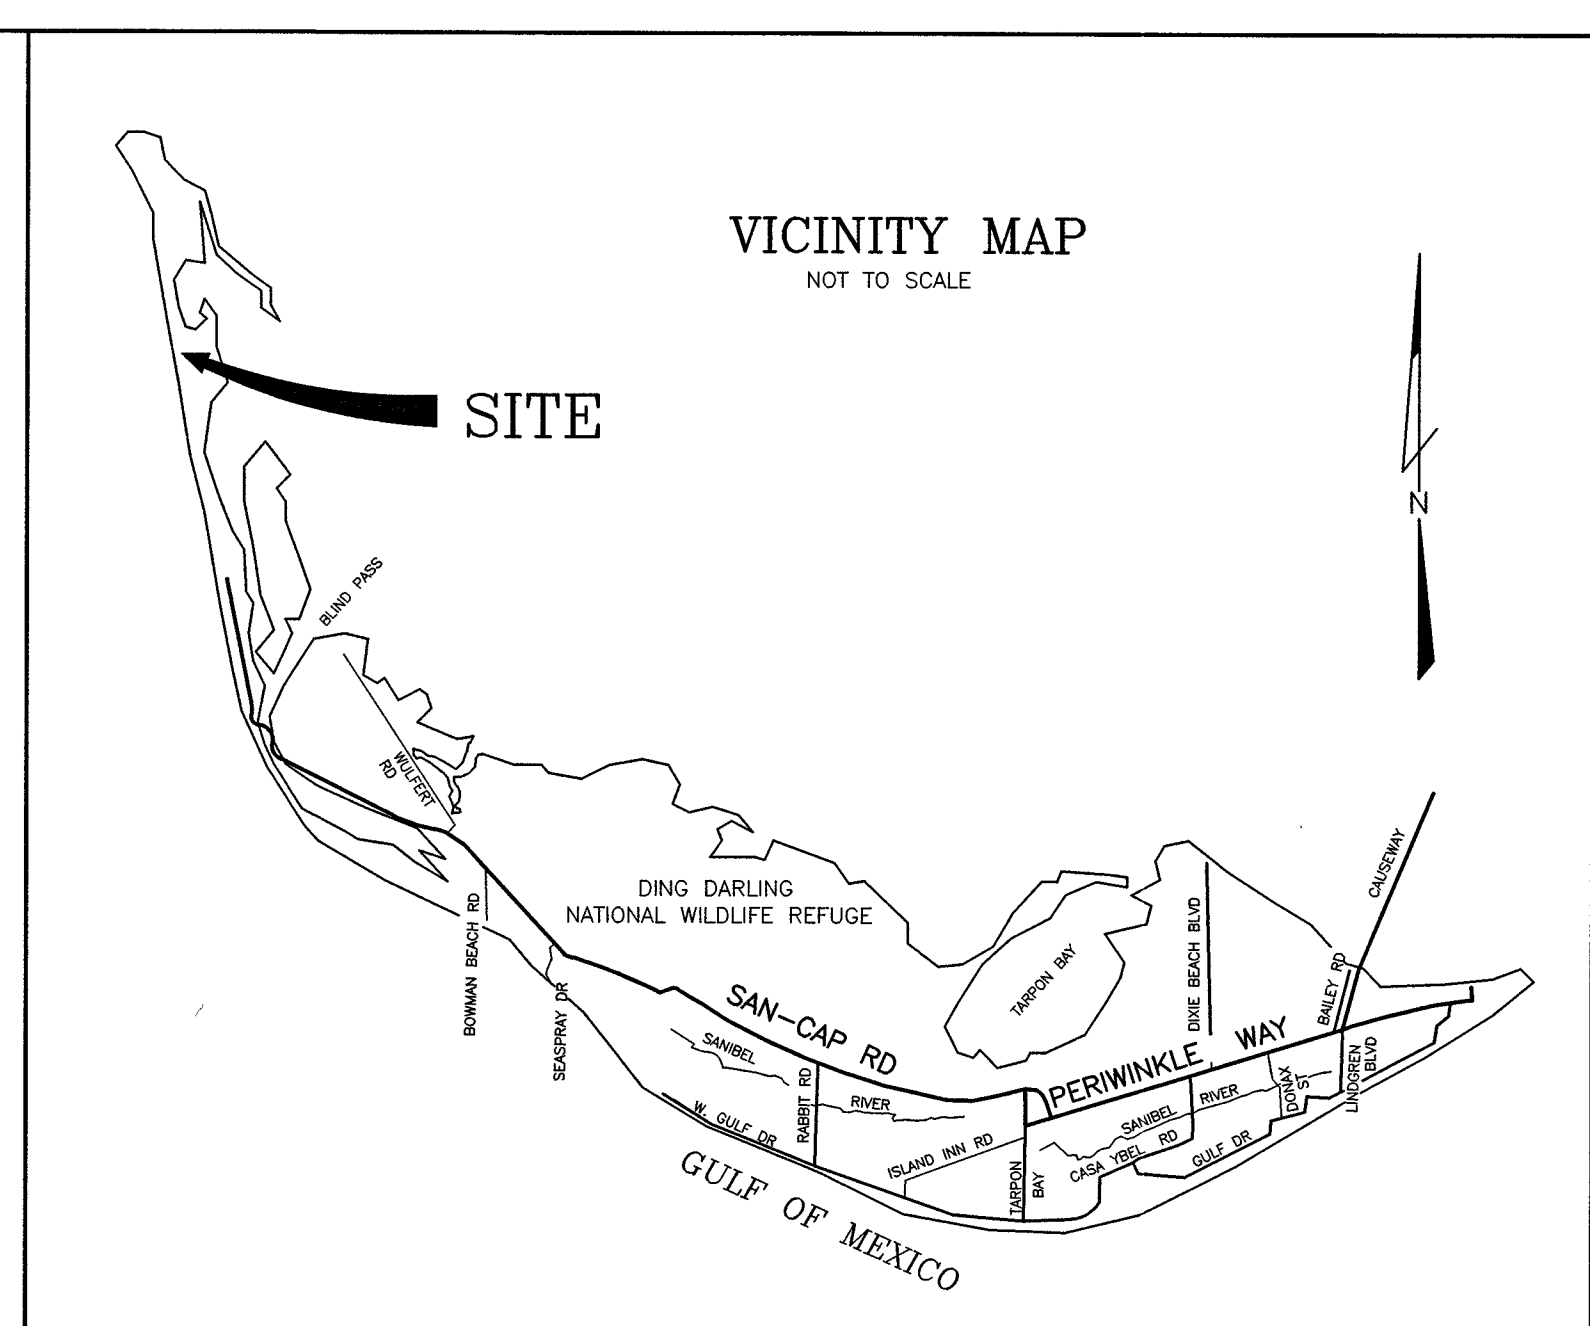 VICINITY MAP
NOT TO SCALE
SITE
N
BLIND PASS
WULFERT
RD
CAUSEWAY
DING DARLING
NATIONAL WILDLIFE REFUGE
BOWMAN BEACH RD
SEASPRAY DR
TARPON BAY
DIXIE BEACH BLVD
BAILEY RD
SAN-CAP RD
PERIWINKLE WAY
SANIBEL
RIVER
RABBIT RD
W. GULF DR
ISLAND INN RD
TARPON
BAY
SANIBEL RIVER
CASA YBEL RD
GULF DR
DONAX
ST
LINDGREN
BLVD
GULF OF MEXICO